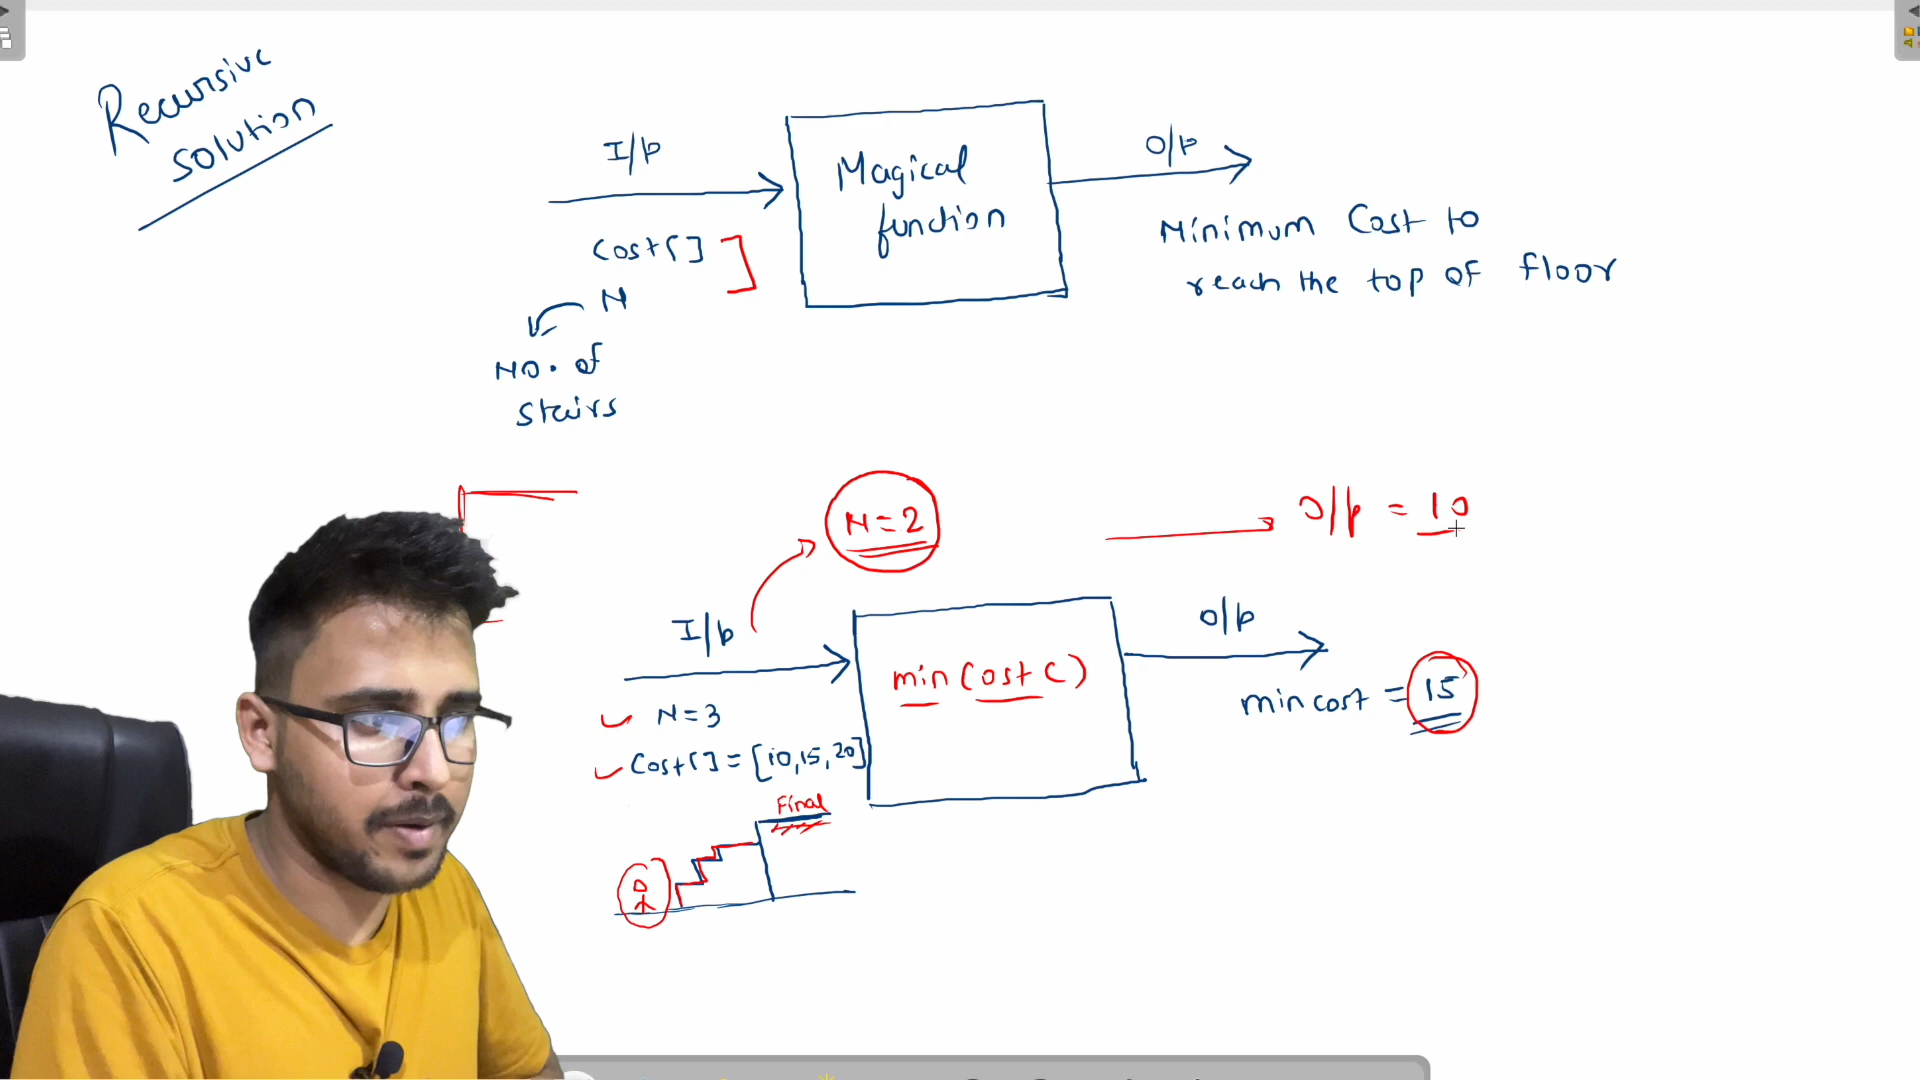 Recursive
solution
I/p
Magical
function
O/p
Cost[]
N
No. of
stairs
Minimum Cost to
reach the top of floor
N=2
O/p = 10
I/p
min Cost()
O/p
N=3
Cost[] = [10,15,20]
min cost = 15
Final